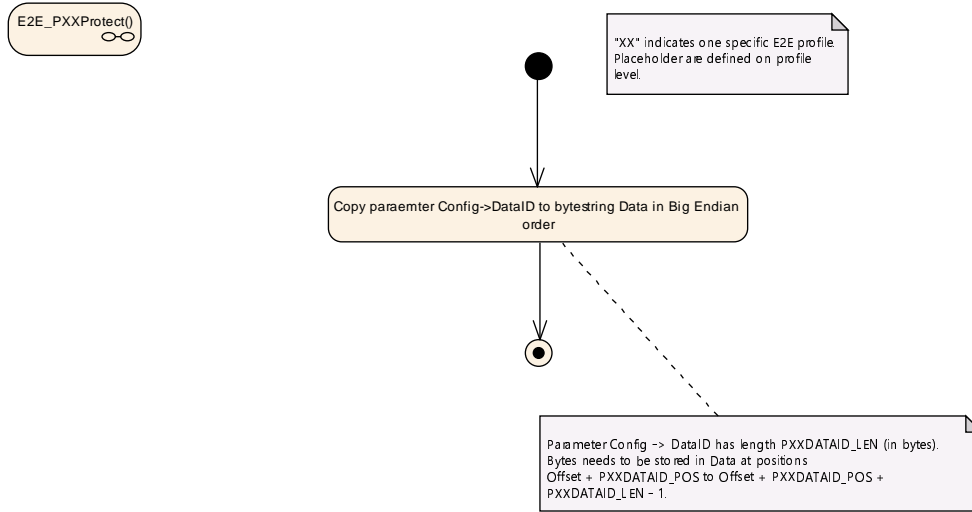 E2E_PXXProtect()
"XX" indicates one specific E2E profile.
Placeholder are defined on profile
level.
Copy paraemter Config->DataID to bytestring Data in Big Endian
order
Parameter Config -> DataID has length PXXDATAID_LEN (in bytes).
Bytes needs to be stored in Data at positions
Offset + PXXDATAID_POS to Offset + PXXDATAID_POS +
PXXDATAID_LEN - 1.